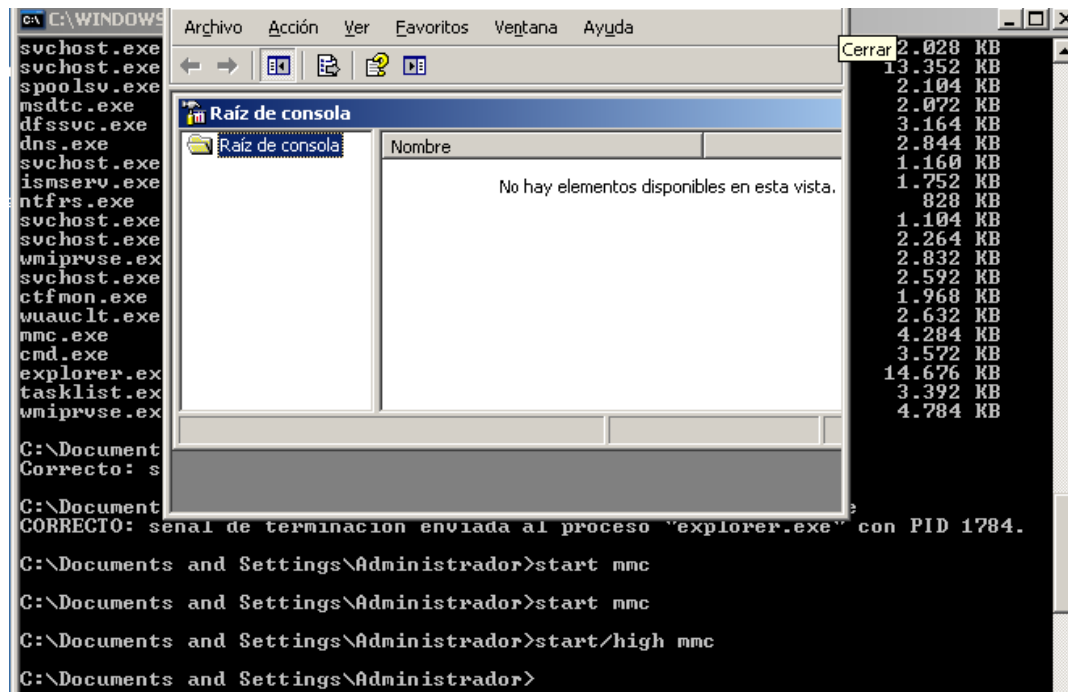 C:\WINDOWS
Archivo Acción Ver Favoritos Ventana Ayuda
Cerrar
Raíz de consola
Raíz de consola
Nombre
No hay elementos disponibles en esta vista.
svchost.exe 2.028 KB
svchost.exe 13.352 KB
spoolsv.exe 2.104 KB
msdtc.exe 2.072 KB
dfssvc.exe 3.164 KB
dns.exe 2.844 KB
svchost.exe 1.160 KB
ismserv.exe 1.752 KB
ntfrs.exe 828 KB
svchost.exe 1.104 KB
svchost.exe 2.264 KB
wmiprvse.ex 2.832 KB
svchost.exe 2.592 KB
ctfmon.exe 1.968 KB
wuauclt.exe 2.632 KB
mmc.exe 4.284 KB
cmd.exe 3.572 KB
explorer.ex 14.676 KB
tasklist.ex 3.392 KB
wmiprvse.ex 4.784 KB
C:\Document
Correcto: s
C:\Document
CORRECTO: señal de terminación enviada al proceso "explorer.exe" con PID 1784.
C:\Documents and Settings\Administrador>start mmc
C:\Documents and Settings\Administrador>start mmc
C:\Documents and Settings\Administrador>start/high mmc
C:\Documents and Settings\Administrador>